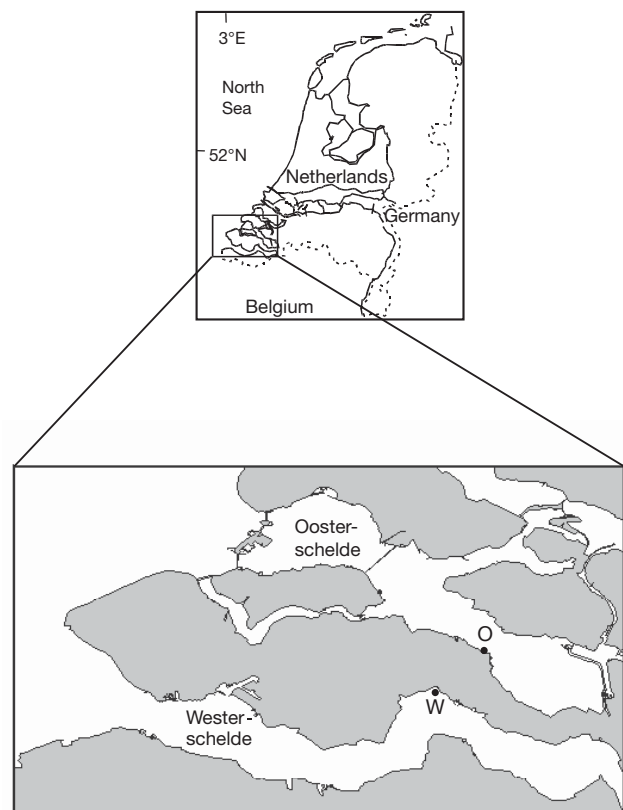 3°E
North
Sea
52°N
Netherlands
Germany
Belgium
Ooster-
schelde
O
W
Wester-
schelde